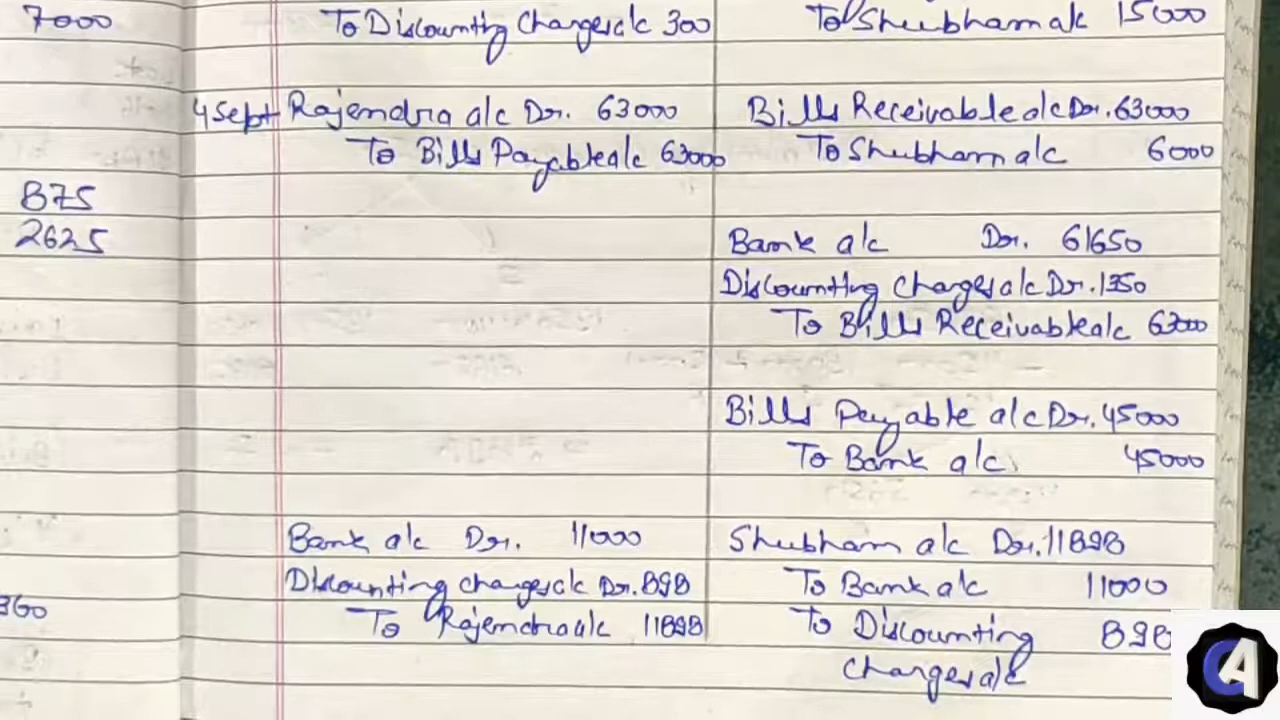 7000
To Discounting Charges a/c 300
To Shubham a/c 15000
4 Sept Rajendra a/c Dr. 63000
Bills Receivable a/c Dr. 63000
To Bills Payable a/c 63000
To Shubham a/c 6000
875
2625
Bank a/c Dr. 61650
Discounting Charges a/c Dr. 1350
To Bills Receivable a/c 63000
Bills Payable a/c Dr. 45000
To Bank a/c 45000
Bank a/c Dr. 11000
Shubham a/c Dr. 11898
Discounting charges a/c Dr. 898
To Bank a/c 11000
360
To Rajendra a/c 11898
To Discounting 898
Charges a/c
CA